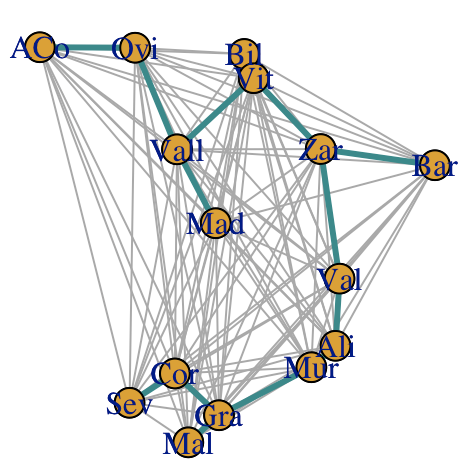 ACo
Ovi
Bil
Vit
Vall
Zar
Bar
Mad
Val
Ali
Mur
Cor
Sev
Gra
Mal